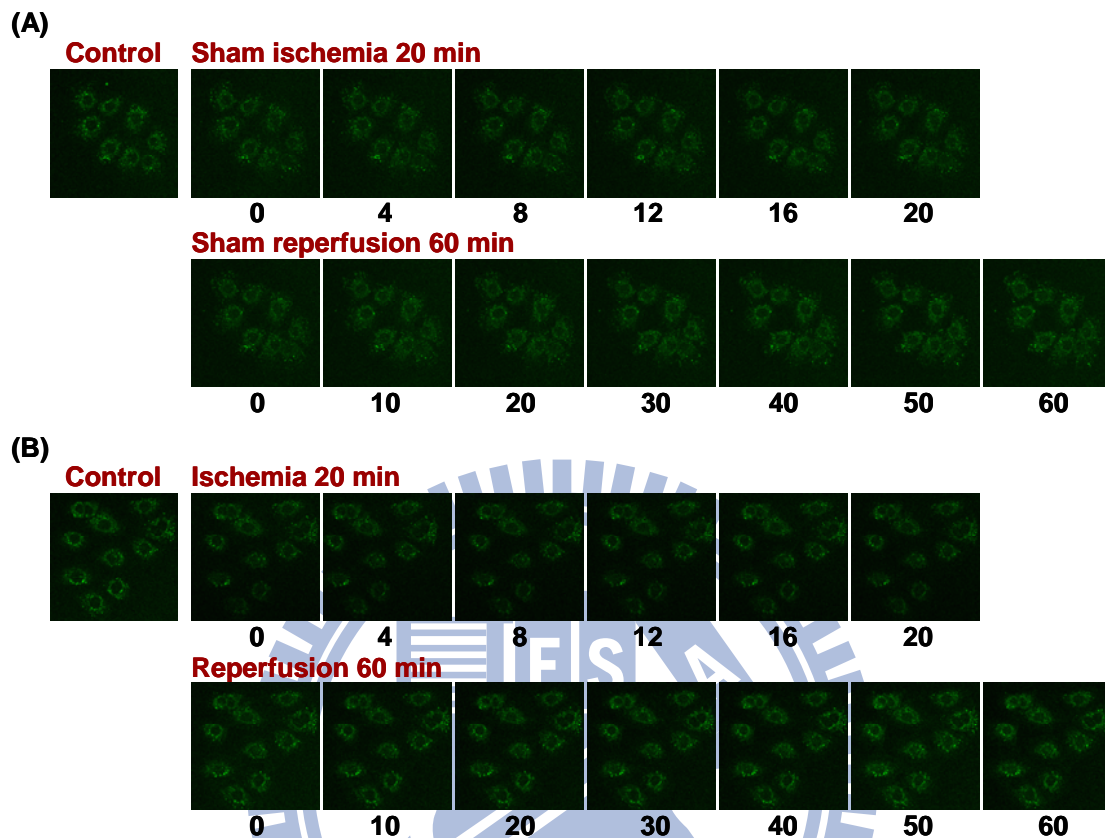 (A)
Control Sham ischemia 20 min
0 4 8 12 16 20
Sham reperfusion 60 min
0 10 20 30 40 50 60
(B)
Control Ischemia 20 min
0 4 8 12 16 20
ESA
Reperfusion 60 min
0 10 20 30 40 50 60